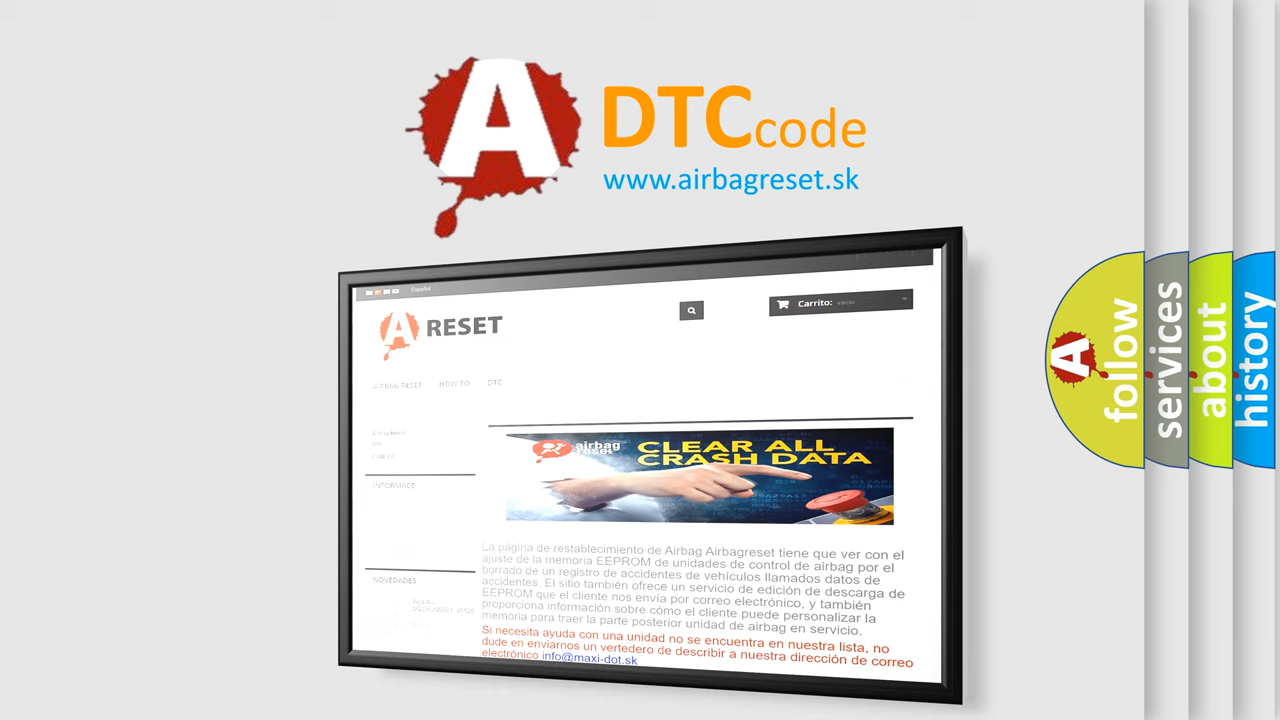 A DTC code
www.airbagreset.sk
Español
A RESET
Carrito: vacío
AIRBAG RESET HOW TO DTC
INFORMACE
NOVEDADES
airbag
reset
CLEAR ALL
CRASH DATA
La página de restablecimiento de Airbag Airbagreset tiene que ver con el
ajuste de la memoria EEPROM de unidades de control de airbag por el
borrado de un registro de accidentes de vehículos llamados datos de
accidentes. El sitio también ofrece un servicio de edición de descarga de
EEPROM que el cliente nos envía por correo electrónico, y también
proporciona información sobre cómo el cliente puede personalizar la
memoria para traer la parte posterior unidad de airbag en servicio.
Si necesita ayuda con una unidad no se encuentra en nuestra lista, no
dude en enviarnos un vertedero de describir a nuestra dirección de correo
electrónico info@maxi-dot.sk
A follow
services
about
history